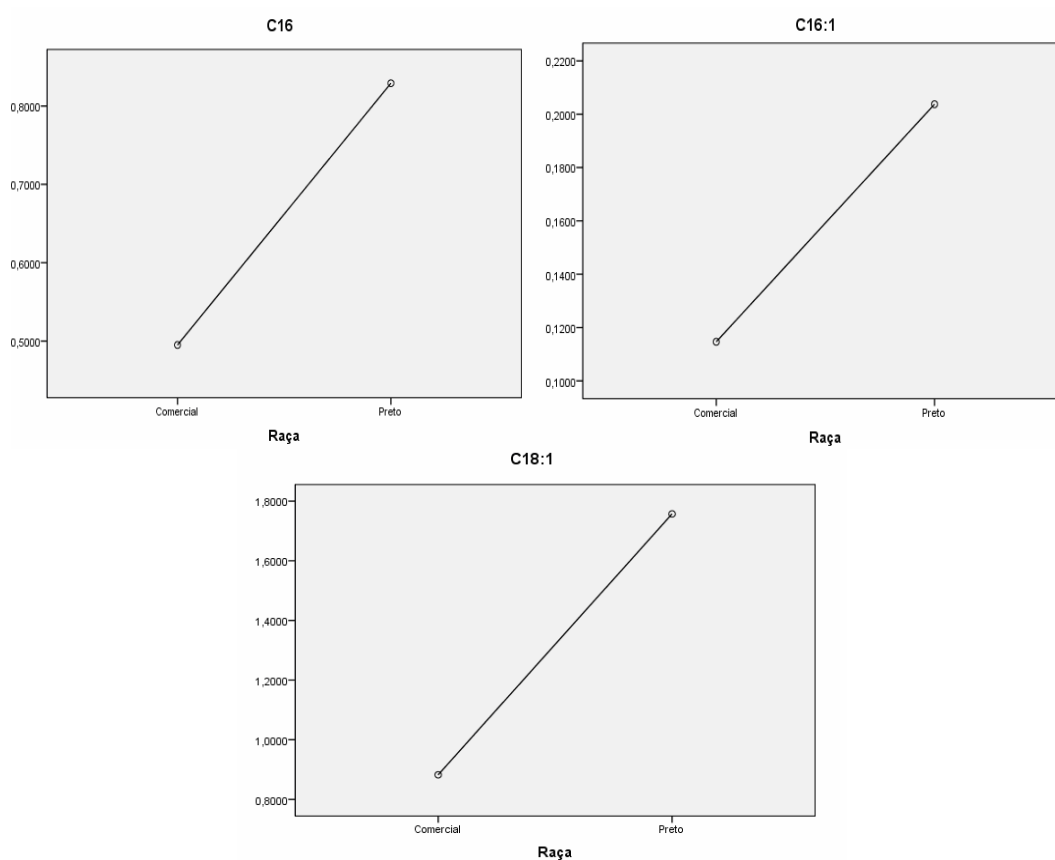 C16
0,8000
0,7000
0,6000
0,5000
Comercial Preto
Raça
C16:1
0,2200
0,2000
0,1800
0,1600
0,1400
0,1200
0,1000
Comercial Preto
Raça
C18:1
1,8000
1,6000
1,4000
1,2000
1,0000
0,8000
Comercial Preto
Raça